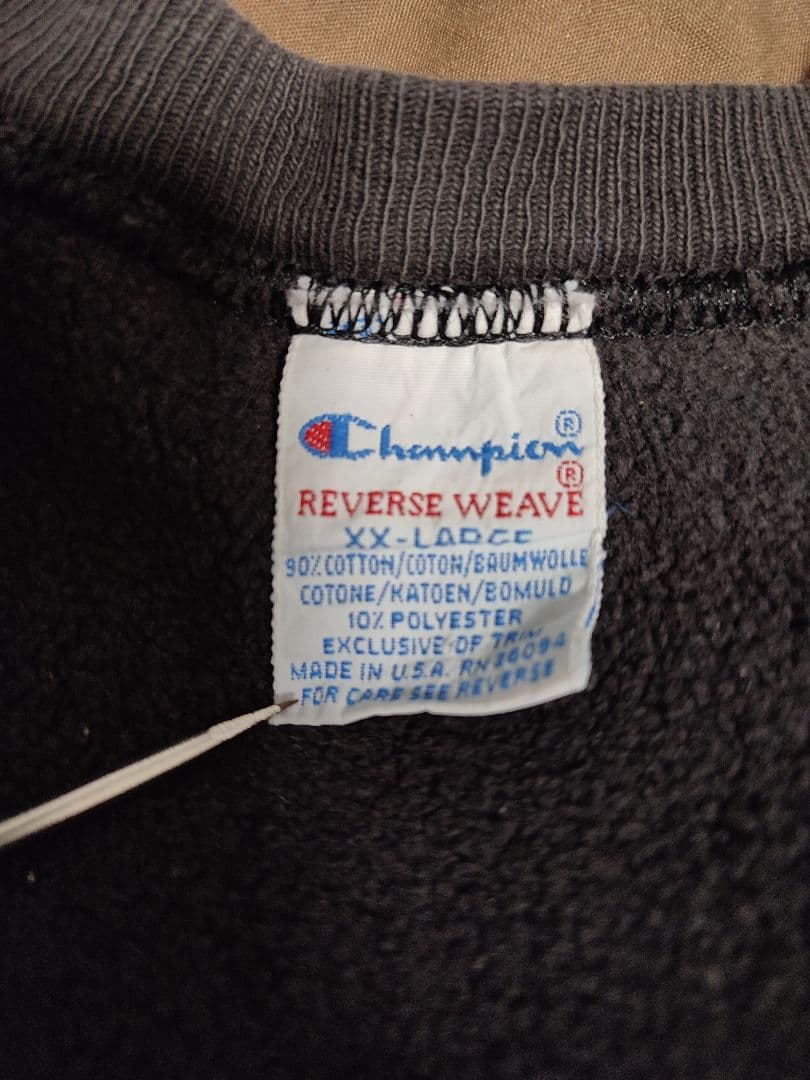 Champion®
®
REVERSE WEAVE
XX-LARGE
90% COTTON/COTON/BAUMWOLLE
COTONE/KATOEN/BOMULD
10% POLYESTER
EXCLUSIVE OF TRIM
MADE IN U.S.A. RN 26094
FOR CARE SEE REVERSE